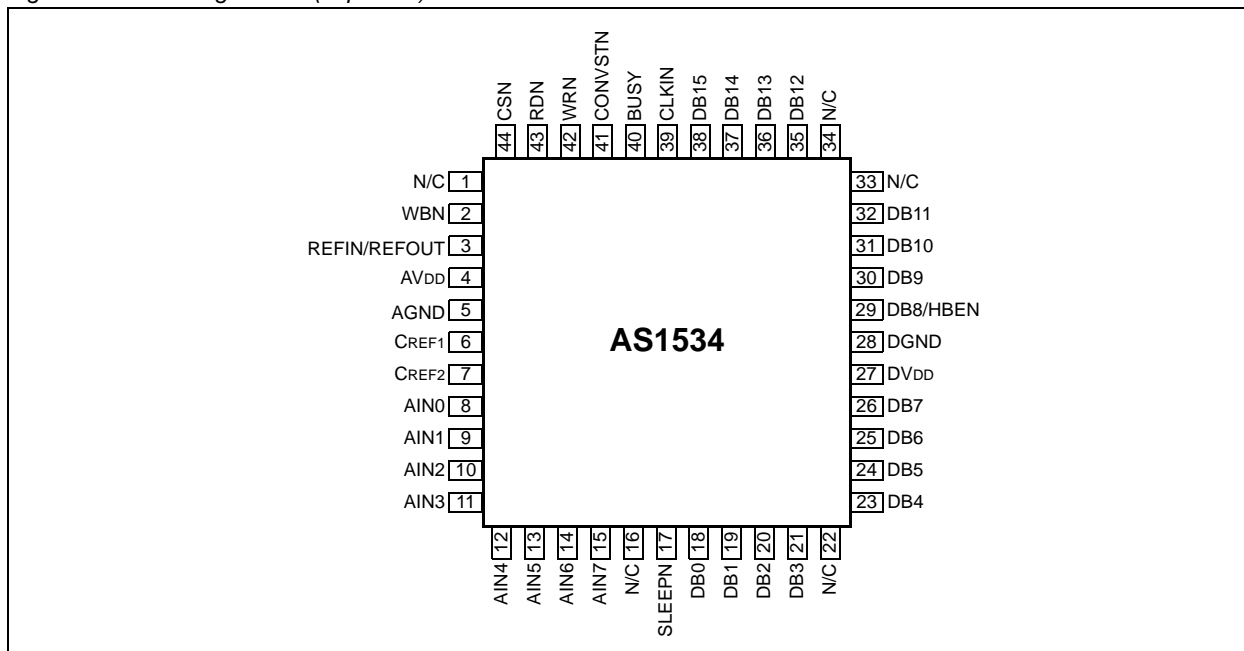 44 CSN
43 RDN
42 WRN
41 CONVSTN
40 BUSY
39 CLKIN
38 DB15
37 DB14
36 DB13
35 DB12
34 N/C
N/C 1
WBN 2
REFIN/REFOUT 3
AVDD 4
AGND 5
CREF1 6
CREF2 7
AIN0 8
AIN1 9
AIN2 10
AIN3 11
AS1534
33 N/C
32 DB11
31 DB10
30 DB9
29 DB8/HBEN
28 DGND
27 DVDD
26 DB7
25 DB6
24 DB5
23 DB4
AIN4 12
AIN5 13
AIN6 14
AIN7 15
N/C 16
SLEEPN 17
DB0 18
DB1 19
DB2 20
DB3 21
N/C 22